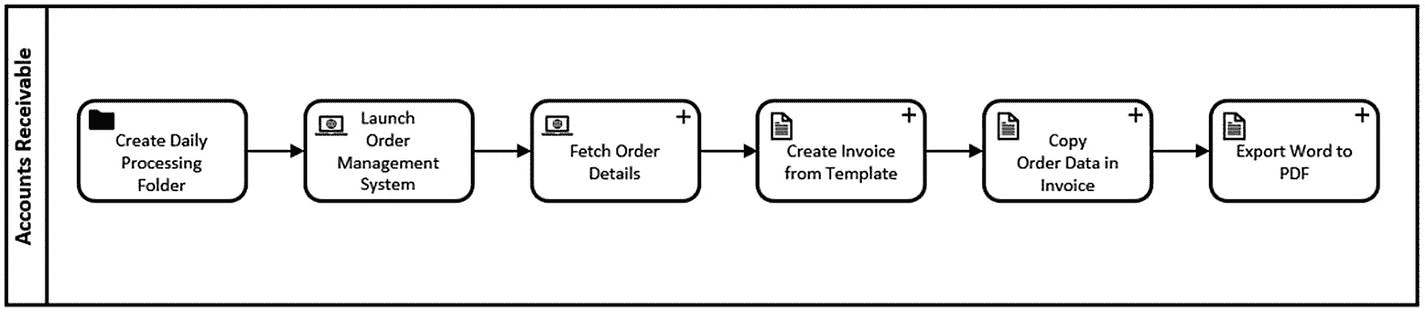 Accounts Receivable
Create Daily
Processing
Folder
Launch
Order
Management
System
Fetch Order
Details
Create Invoice
from Template
Copy
Order Data in
Invoice
Export Word to
PDF